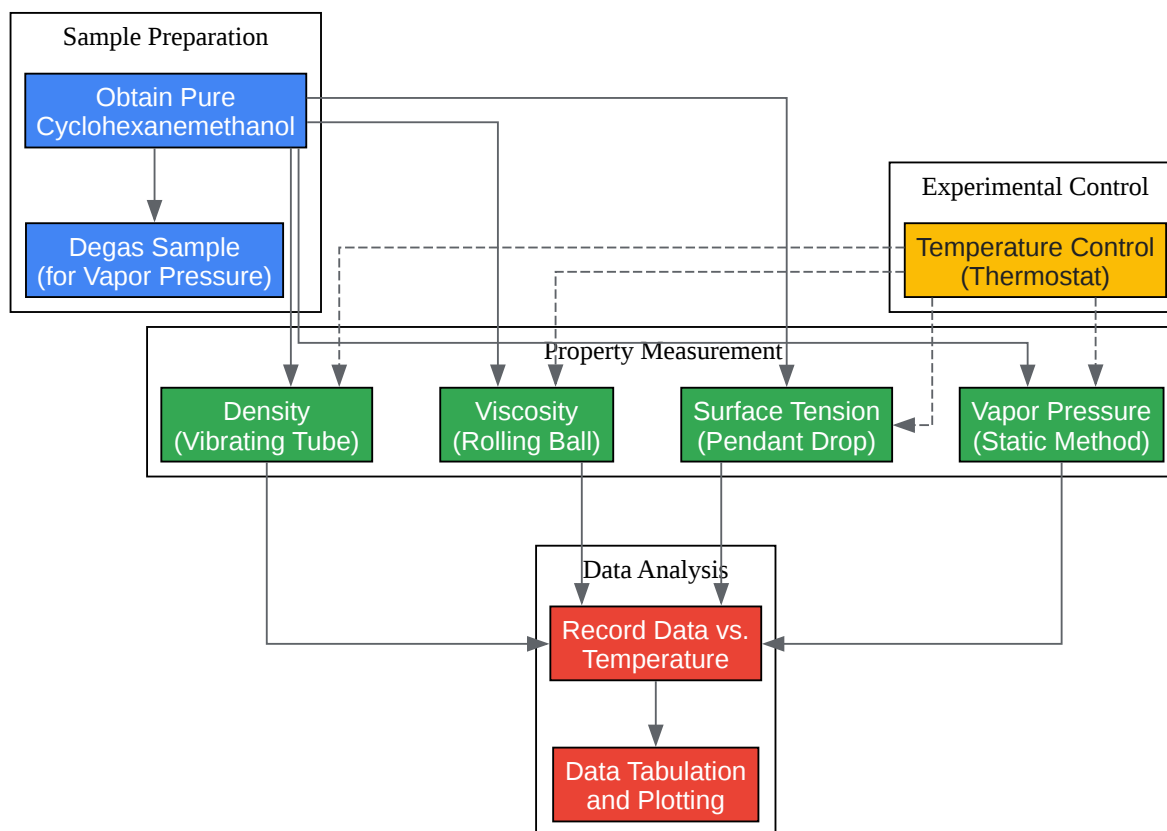 Sample Preparation
Obtain Pure
Cyclohexanemethanol
Degas Sample
(for Vapor Pressure)
Experimental Control
Temperature Control
(Thermostat)
Property Measurement
Density
(Vibrating Tube)
Viscosity
(Rolling Ball)
Surface Tension
(Pendant Drop)
Vapor Pressure
(Static Method)
Data Analysis
Record Data vs.
Temperature
Data Tabulation
and Plotting